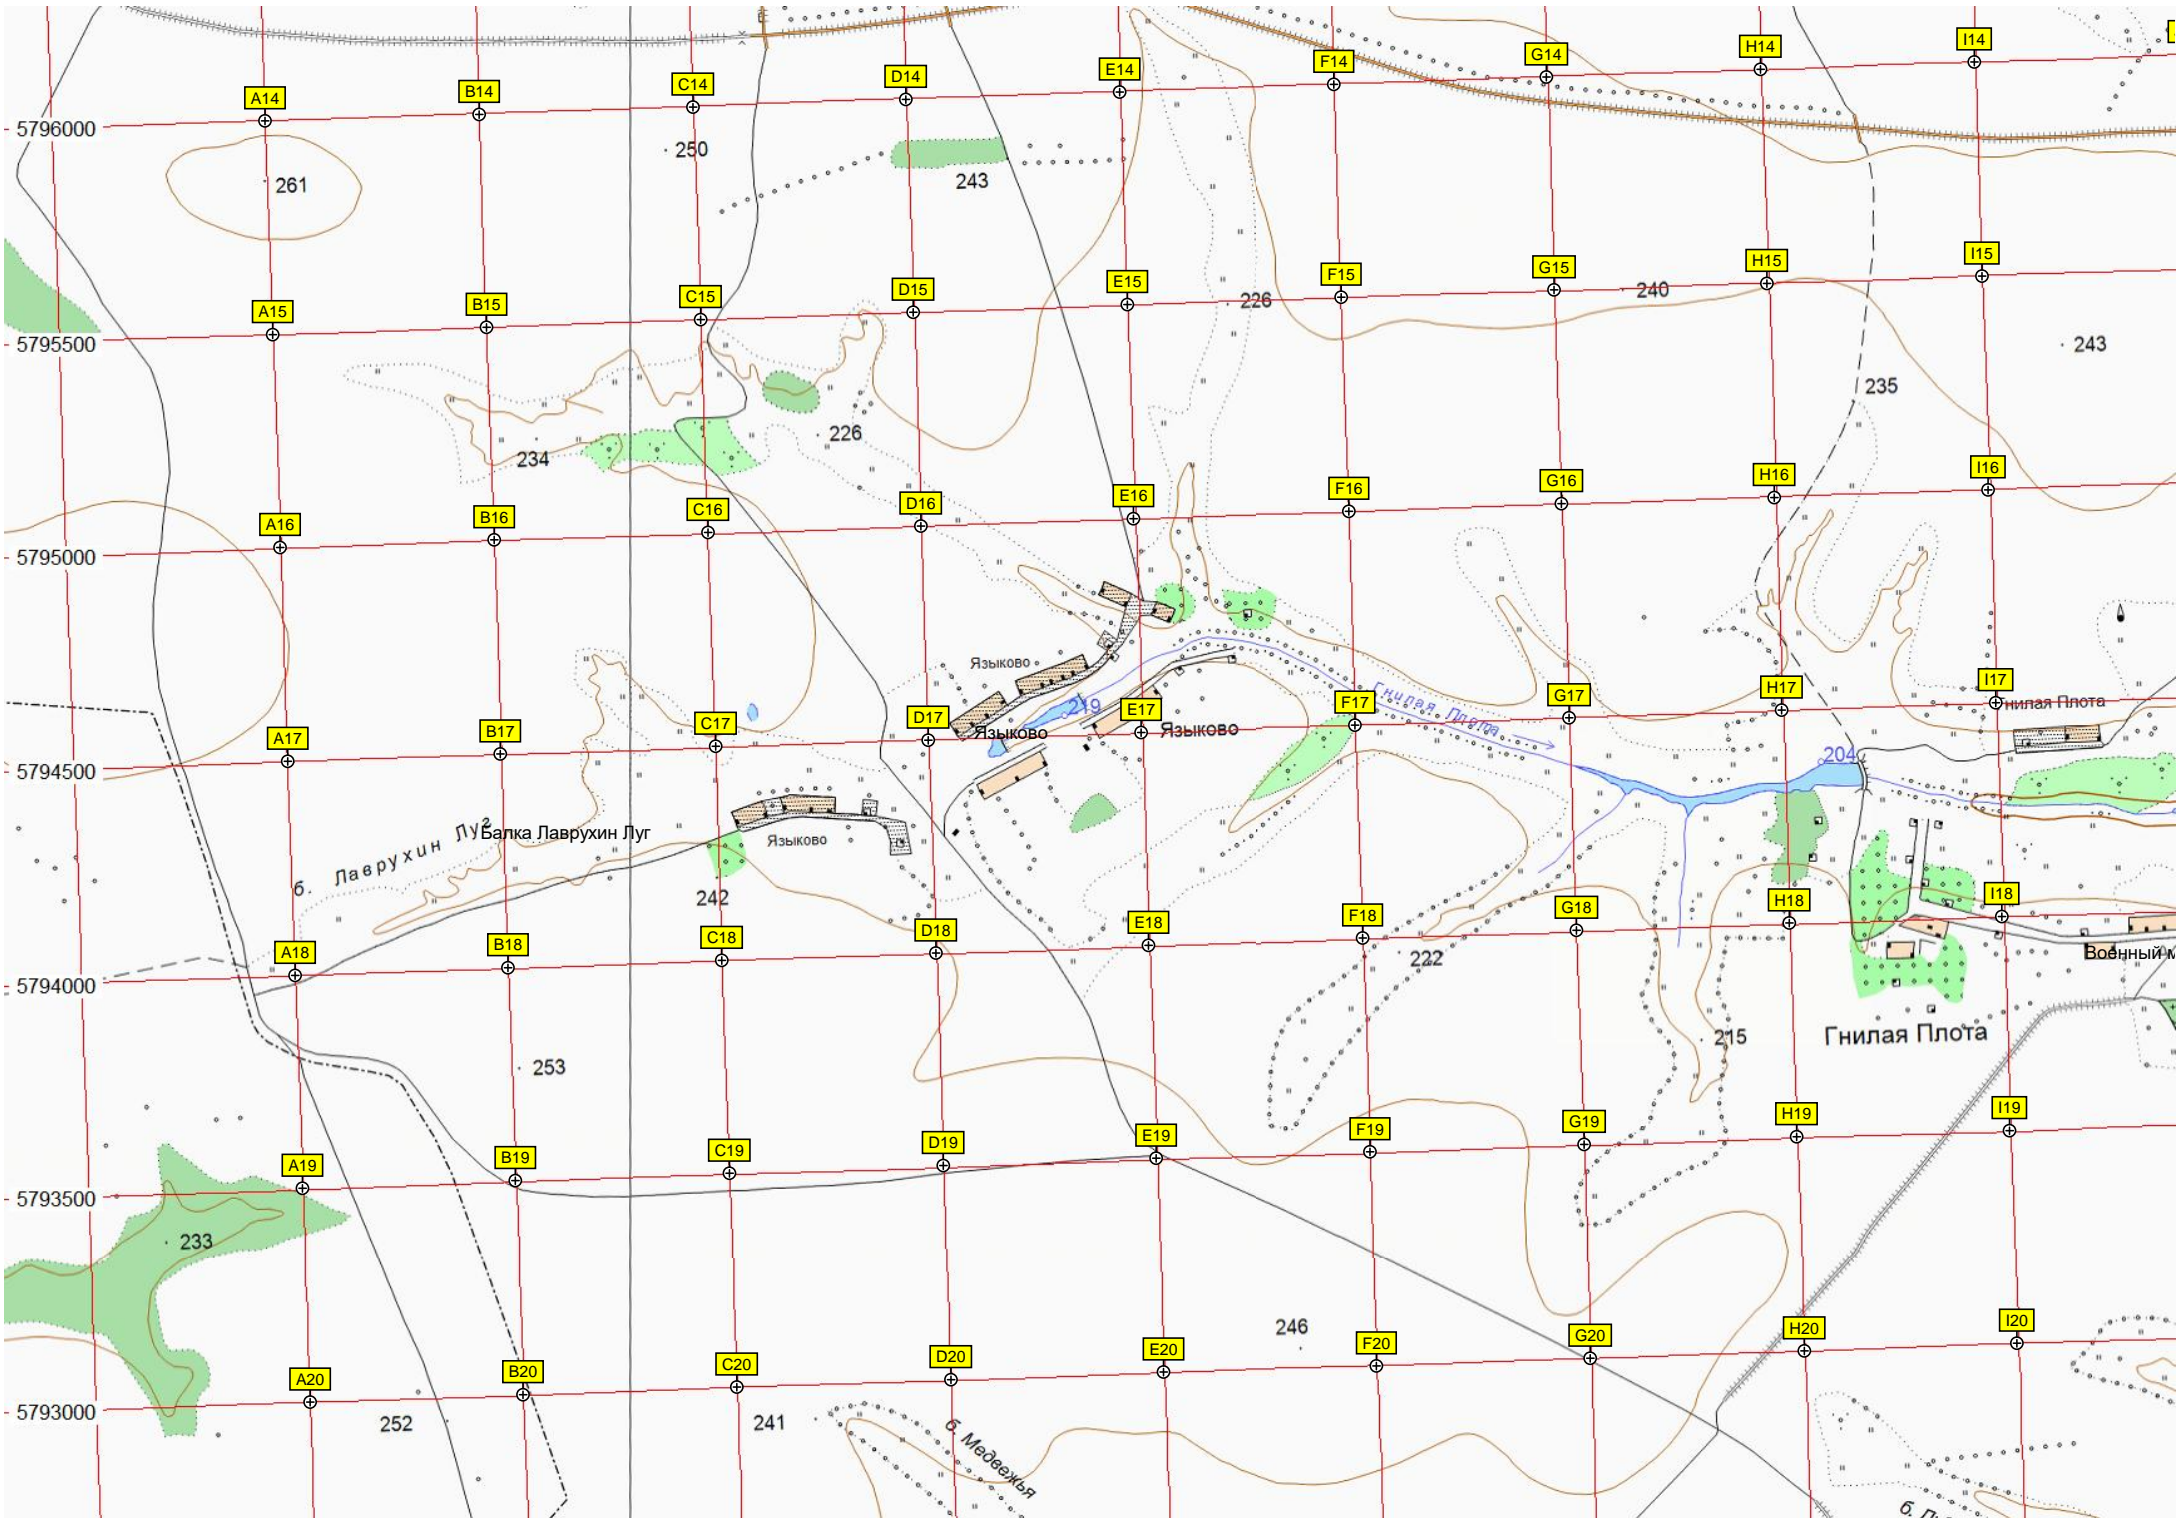 A14 B14 C14 D14 E14 F14 G14 H14 I14
5796000
250
261
243
A15 B15 C15 D15 E15 F15 G15 H15 I15
226
240
5795500
243
235
226
234
A16 B16 C16 D16 E16 F16 G16 H16 I16
5795000
Языково
219
Гнилая Плота
A17 B17 C17 D17 E17 F17 G17 H17 I17
нилая Плота
Языково
Языково
204
5794500
б. Лаврухин Луг
Балка Лаврухин Луг
Языково
242
A18 B18 C18 D18 E18 F18 G18 H18 I18
222
Военный м
5794000
215
Гнилая Плота
253
A19 B19 C19 D19 E19 F19 G19 H19 I19
5793500
233
246
A20 B20 C20 D20 E20 F20 G20 H20 I20
5793000
252
241
б. Медвежья
б.